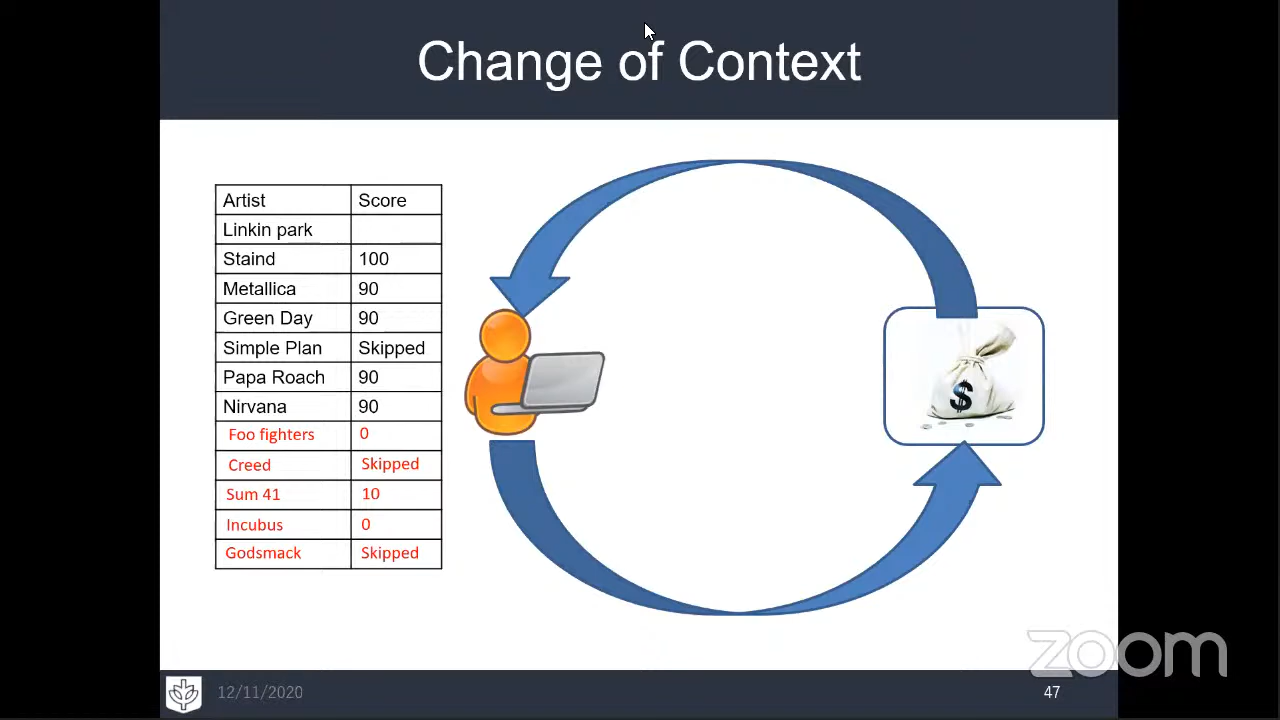 Change of Context
Artist Score
Linkin park
Staind 100
Metallica 90
Green Day 90
Simple Plan Skipped
Papa Roach 90
Nirvana 90
Foo fighters 0
Creed Skipped
Sum 41 10
Incubus 0
Godsmack Skipped
$
zoom
12/11/2020 47